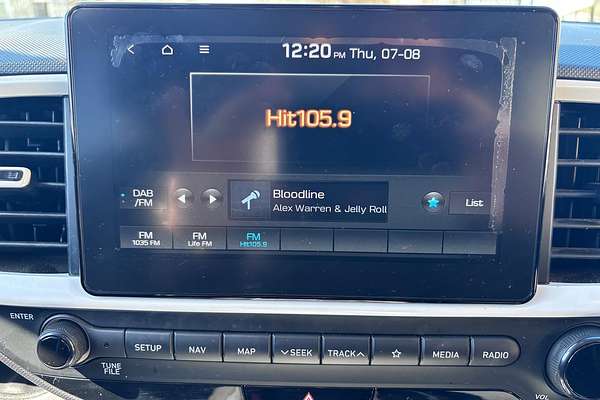 12:20 PM Thu, 07-08
Hit105.9
DAB /FM
Bloodline
Alex Warren & Jelly Roll
List
FM 1035 FM
FM Life FM
FM Hit105.9
ENTER
TUNE FILE
SETUP
NAV
MAP
SEEK
TRACK
MEDIA
RADIO
VOL